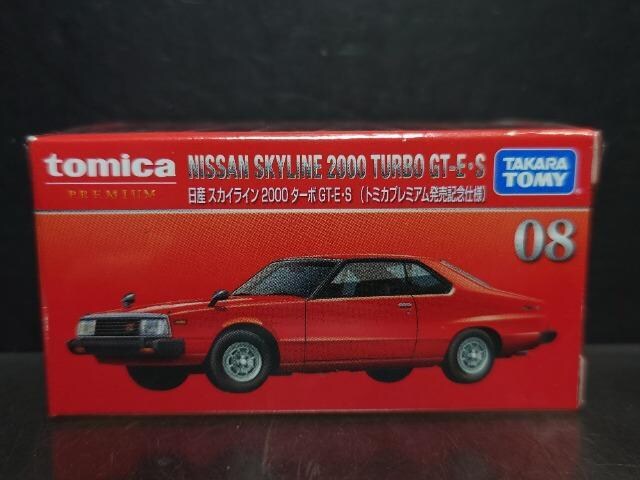 tomica
PREMIUM
NISSAN SKYLINE 2000 TURBO GT-E・S
日産 スカイライン 2000 ターボ GT-E・S （トミカプレミアム発売記念仕様）
TAKARA
TOMY
08